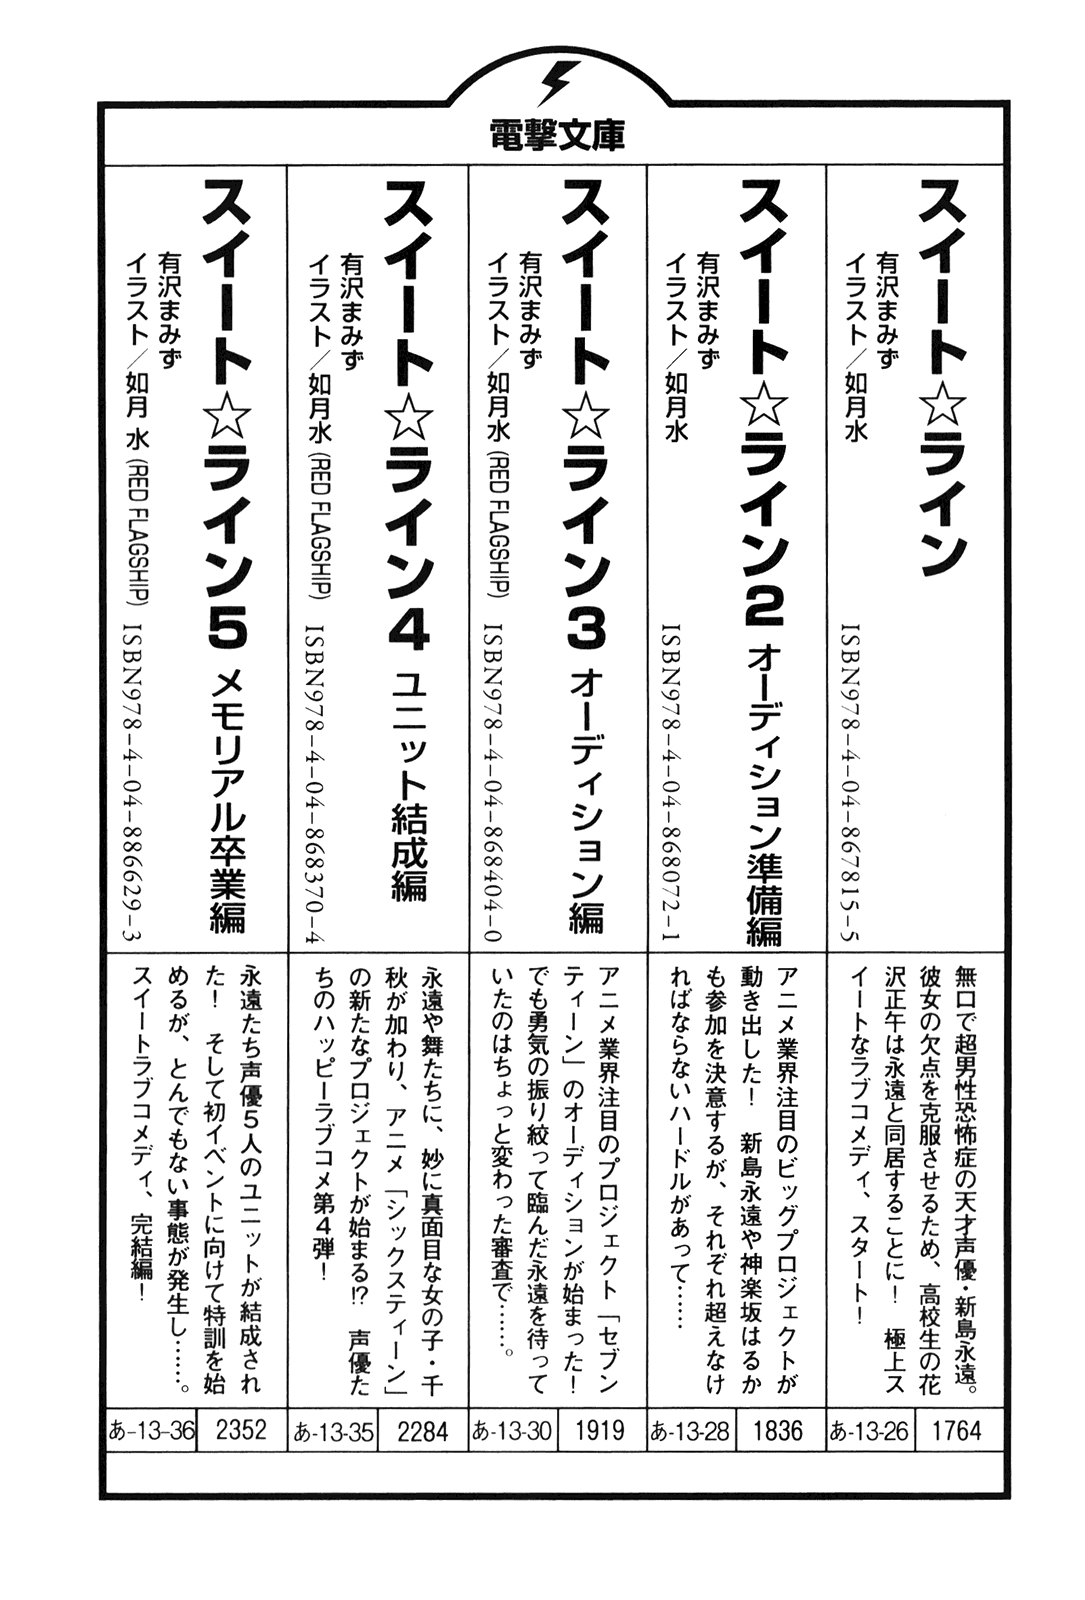 電撃文庫
スイート☆ライン
有沢まみず
イラスト／如月水
ISBN978-4-04-867815-5
無口で超男性恐怖症の天才声優・新島永遠。
彼女の欠点を克服させるため、高校生の花
沢正午は永遠と同居することに！　極上ス
イートなラブコメディ、スタート！
あ-13-26
1764
スイート☆ライン2 オーディション準備編
有沢まみず
イラスト／如月水
ISBN978-4-04-868072-1
アニメ業界注目のビッグプロジェクトが
動き出した！　新島永遠や神楽坂はるか
も参加を決意するが、それぞれ超えなけ
ればならないハードルがあって……
あ-13-28
1836
スイート☆ライン3 オーディション編
有沢まみず
イラスト／如月水 (RED FLAGSHIP)
ISBN978-4-04-868404-0
アニメ業界注目のプロジェクト「セブン
ティーン」のオーディションが始まった！
でも勇気の振り絞って臨んだ永遠を待って
いたのはちょっと変わった審査で……。
あ-13-30
1919
スイート☆ライン4 ユニット結成編
有沢まみず
イラスト／如月水 (RED FLAGSHIP)
ISBN978-4-04-868370-4
永遠や舞たちに、妙に真面目な女の子・千
秋が加わり、アニメ「シックスティーン」
の新たなプロジェクトが始まる!?　声優た
ちのハッピーラブコメ第4弾！
あ-13-35
2284
スイート☆ライン5 メモリアル卒業編
有沢まみず
イラスト／如月 水 (RED FLAGSHIP)
ISBN978-4-04-886629-3
永遠たち声優5人のユニットが結成され
た！　そして初イベントに向けて特訓を始
めるが、とんでもない事態が発生し……。
スイートラブコメディ、完結編！
あ-13-36
2352